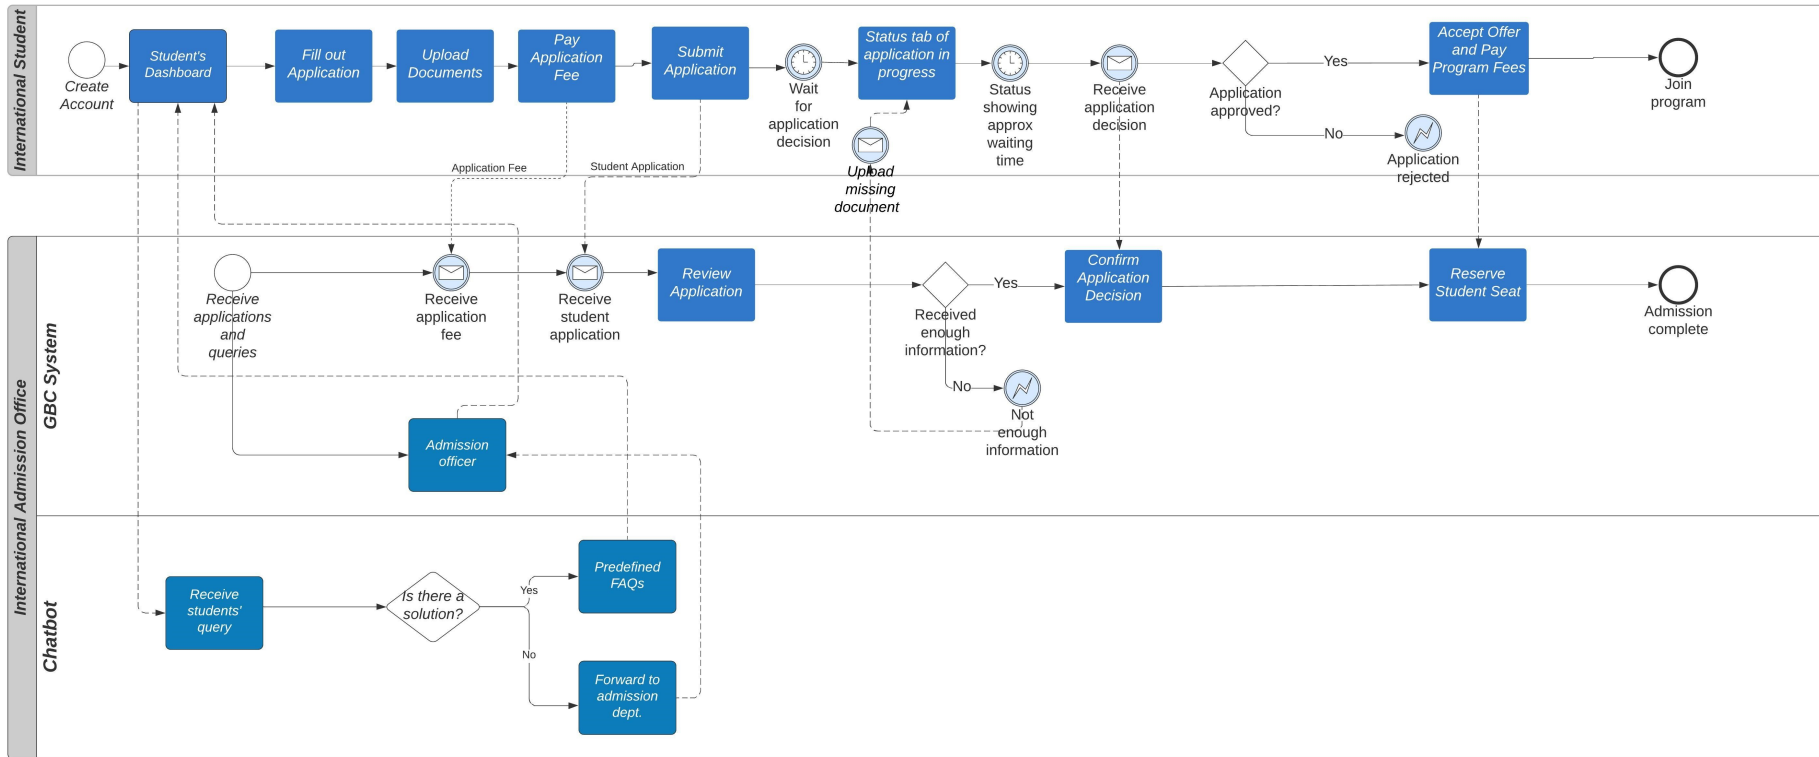 International Student
Create
Account
Student's
Dashboard
Fill out
Application
Upload
Documents
Pay
Application
Fee
Submit
Application
Wait
for
application
decision
Status tab of
application in
progress
Upload
missing
document
Status
showing
approx
waiting
time
Receive
application
decision
Application
approved?
Yes
No
Application
rejected
Accept Offer
and Pay
Program Fees
Join
program
Application Fee
Student Application
International Admission Office
GBC System
Receive
applications
and
queries
Receive
application
fee
Receive
student
application
Review
Application
Received
enough
information?
Yes
No
Not
enough
information
Confirm
Application
Decision
Reserve
Student Seat
Admission
complete
Admission
officer
Chatbot
Receive
students'
query
Is there a
solution?
Yes
No
Predefined
FAQs
Forward to
admission
dept.